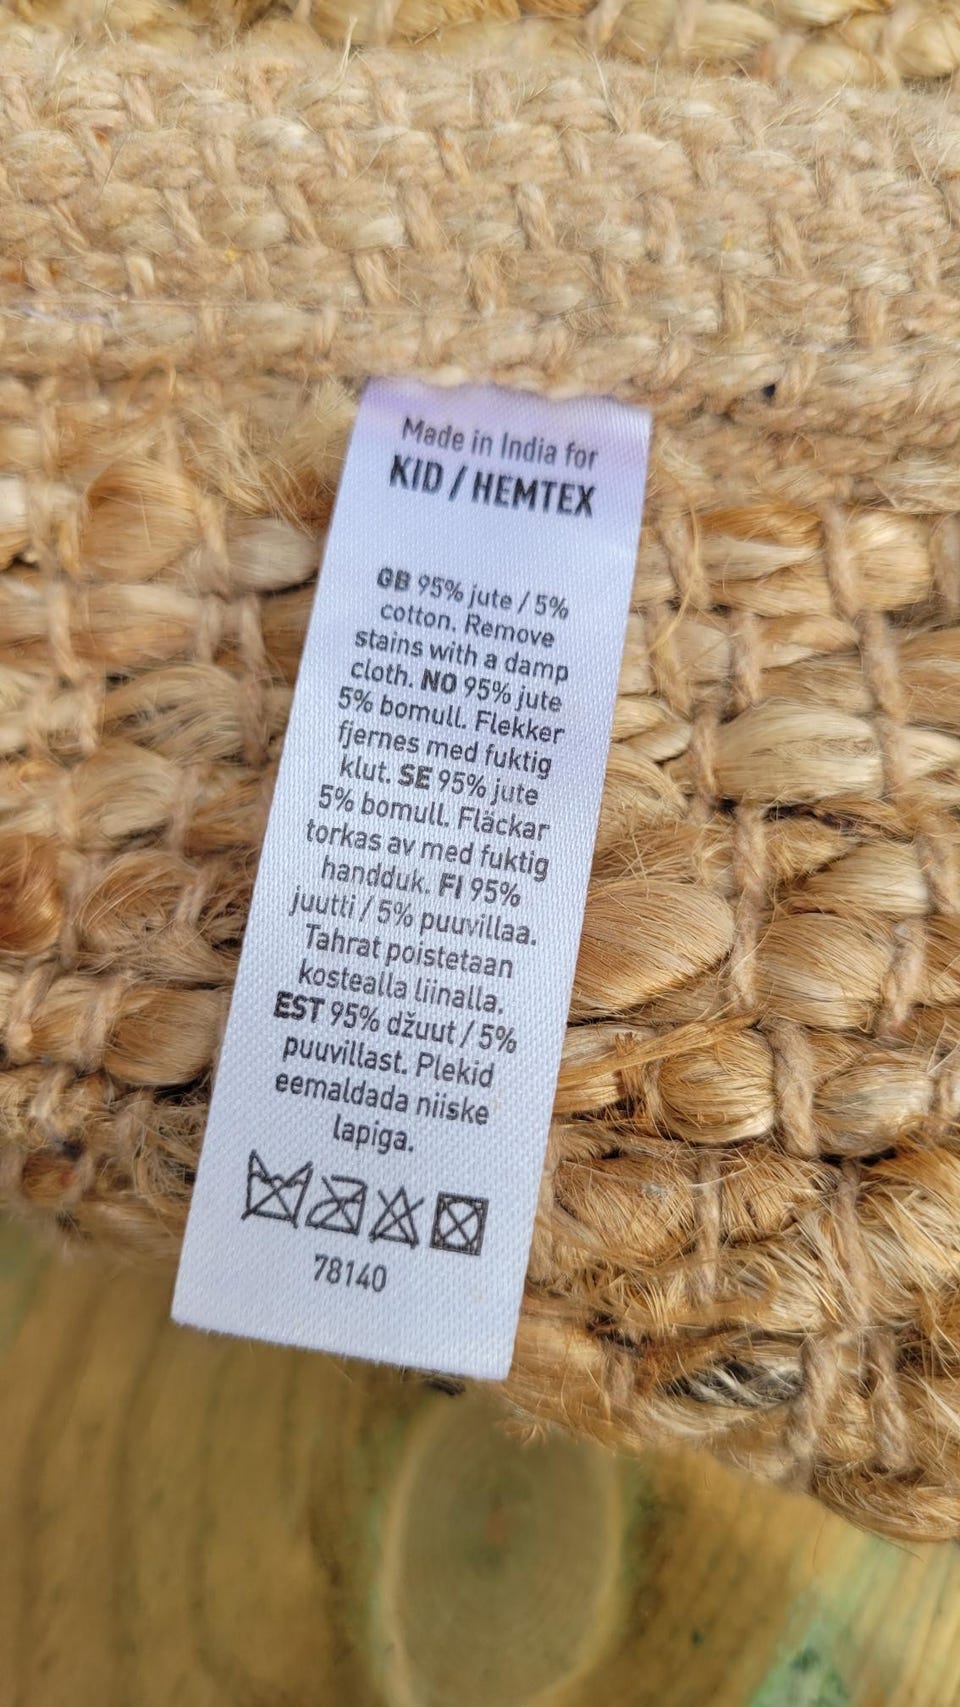 Made in India for
KID / HEMTEX
GB 95% jute / 5%
cotton. Remove
stains with a damp
cloth. NO 95% jute
5% bomull. Flekker
fjernes med fuktig
klut. SE 95% jute
5% bomull. Fläckar
torkas av med fuktig
handduk. FI 95%
juutti / 5% puuvillaa.
Tahrat poistetaan
kostealla liinalla.
EST 95% džuut / 5%
puuvillast. Plekid
eemaldada niiske
lapiga.
78140